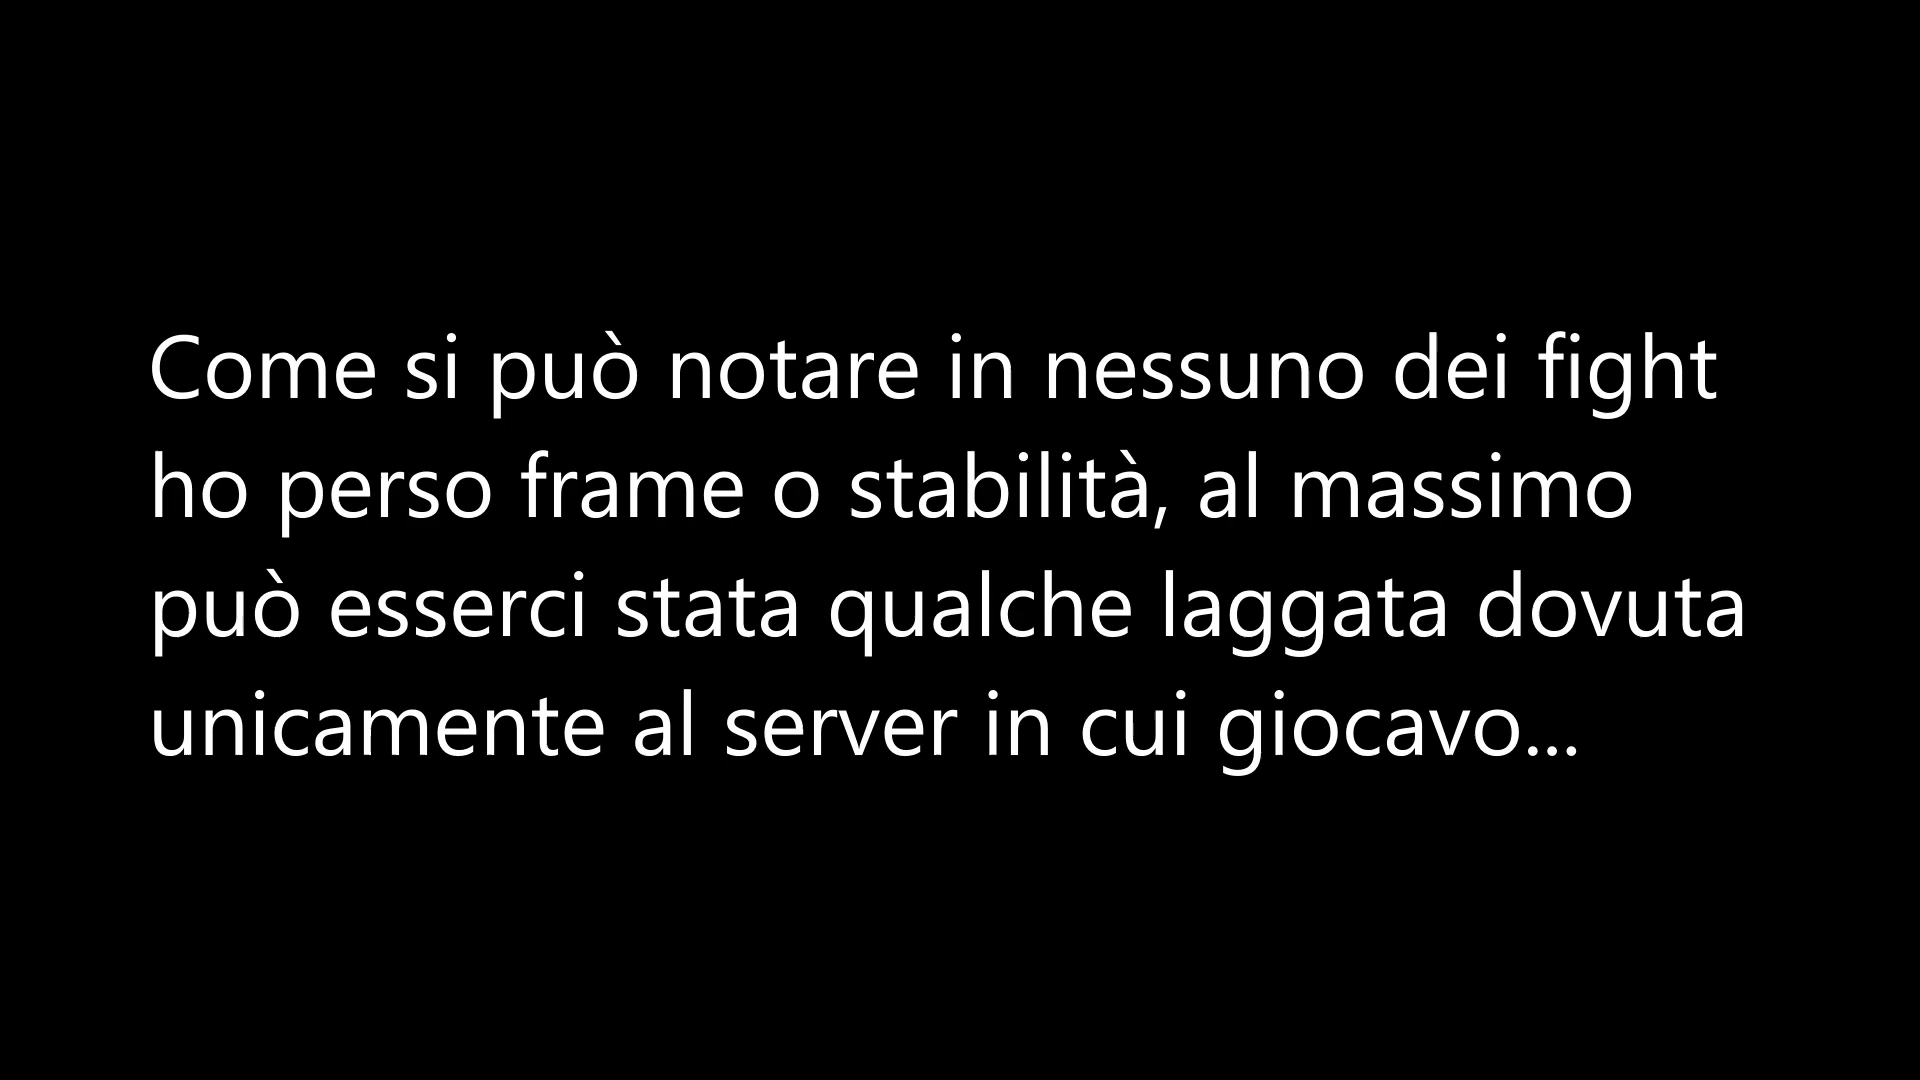 Come si può notare in nessuno dei fight
ho perso frame o stabilità, al massimo
può esserci stata qualche laggata dovuta
unicamente al server in cui giocavo...